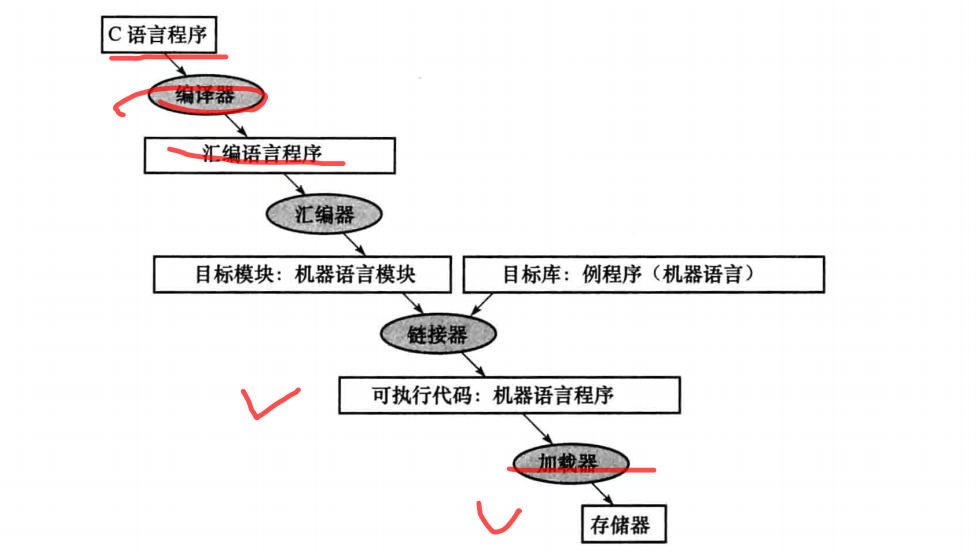 C 语言程序
编译器
汇编语言程序
汇编器
目标模块：机器语言模块
目标库：例程序（机器语言）
链接器
可执行代码：机器语言程序
加载器
存储器